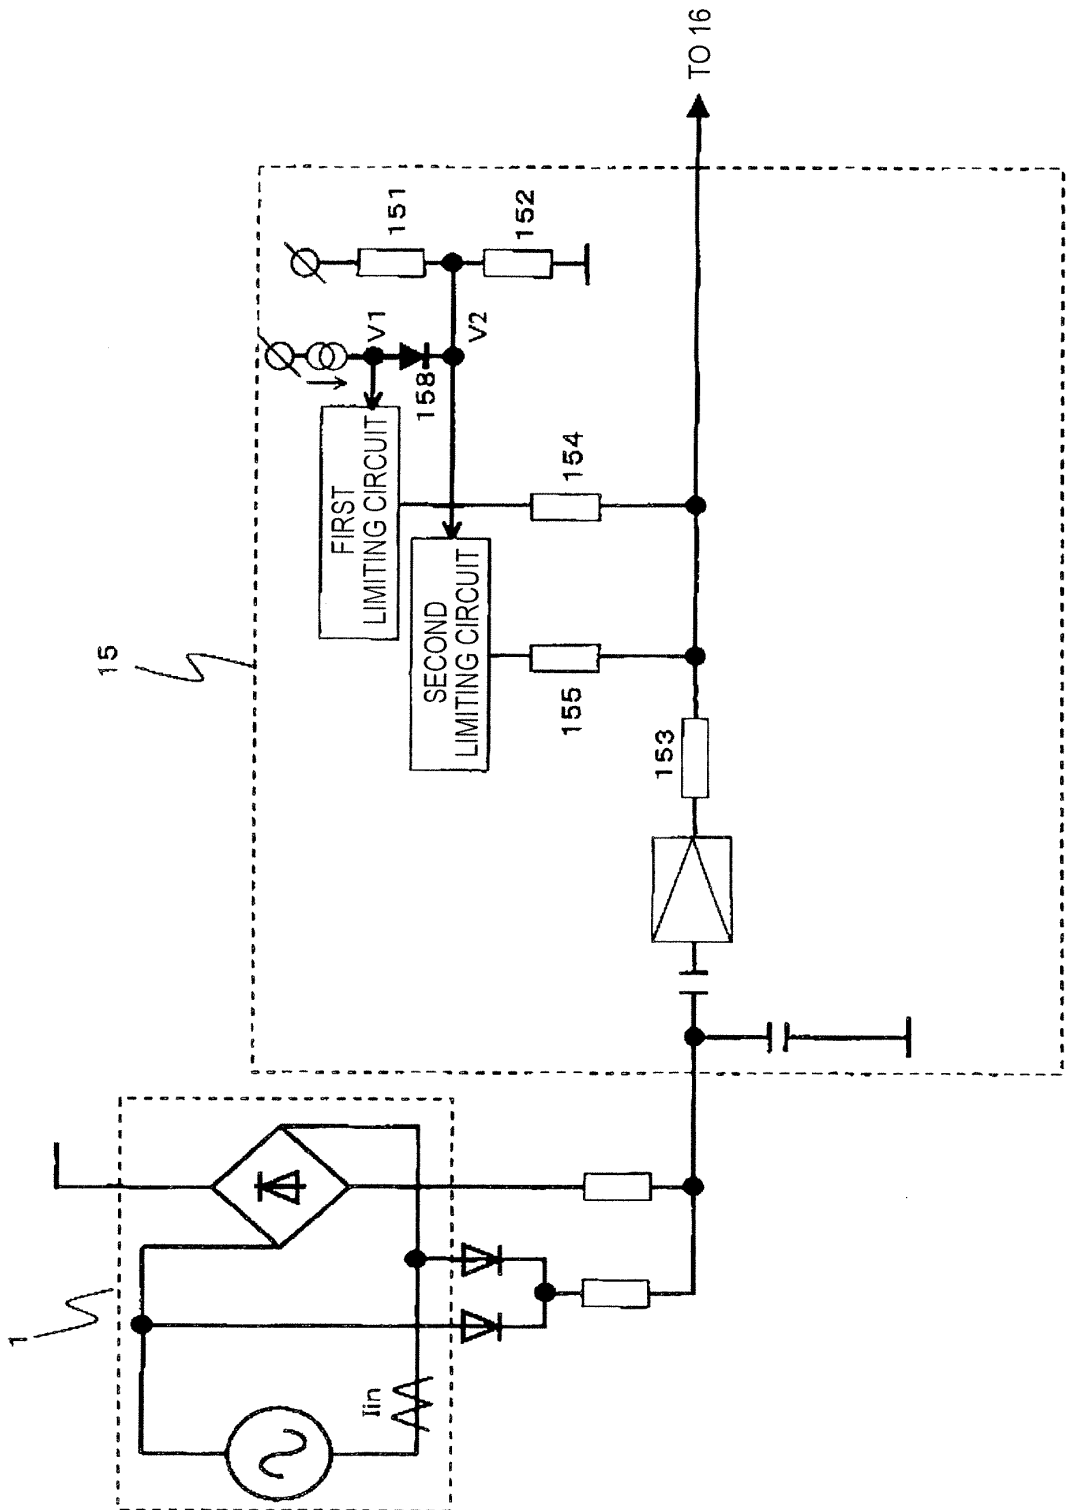 1
Iin
15
FIRST
LIMITING CIRCUIT
SECOND
LIMITING CIRCUIT
V1
158
V2
151
152
154
155
153
TO 16